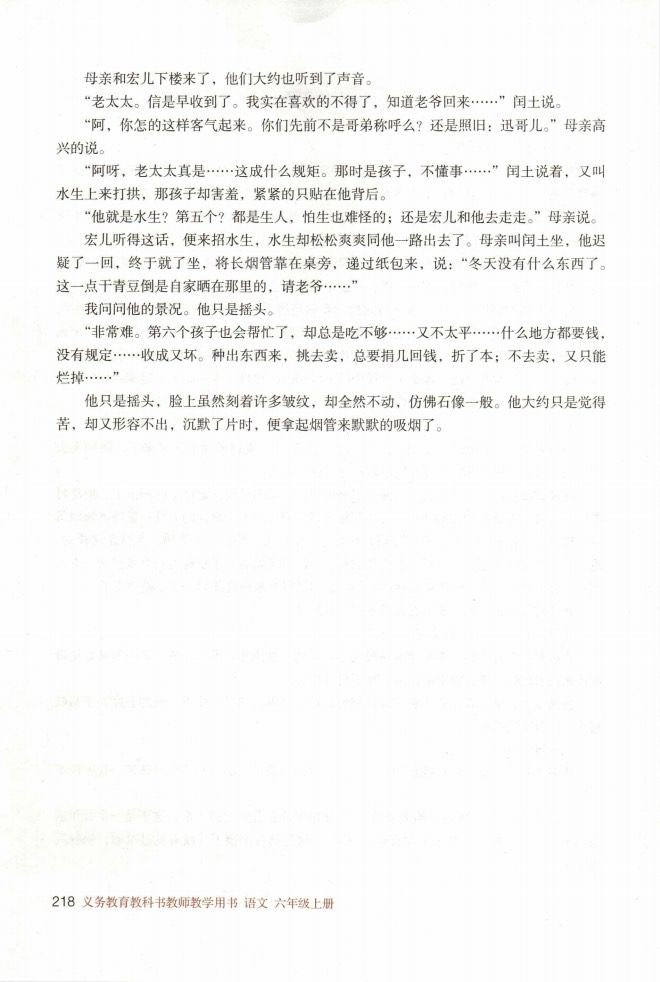 母亲和宏儿下楼来了，他们大约也听到了声音。
“老太太。信是早收到了。我实在喜欢的不得了，知道老爷回来……”闰土说。
“阿，你怎的这样客气起来。你们先前不是哥弟称呼么？还是照旧：迅哥儿。”母亲高
兴的说。
“阿呀，老太太真是……这成什么规矩。那时是孩子，不懂事……”闰土说着，又叫
水生上来打拱，那孩子却害羞，紧紧的只贴在他背后。
“他就是水生？第五个？都是生人，怕生也难怪的；还是宏儿和他去走走。”母亲说。
宏儿听得这话，便来招水生，水生却松松爽爽同他一路出去了。母亲叫闰土坐，他迟
疑了一回，终于就了坐，将长烟管靠在桌旁，递过纸包来，说：“冬天没有什么东西了。
这一点干青豆倒是自家晒在那里的，请老爷……”
我问问他的景况。他只是摇头。
“非常难。第六个孩子也会帮忙了，却总是吃不够……又不太平……什么地方都要钱，
没有规定……收成又坏。种出东西来，挑去卖，总要捐几回钱，折了本；不去卖，又只能
烂掉……”
他只是摇头，脸上虽然刻着许多皱纹，却全然不动，仿佛石像一般。他大约只是觉得
苦，却又形容不出，沉默了片时，便拿起烟管来默默的吸烟了。
218 义务教育教科书教师教学用书 语文 六年级上册